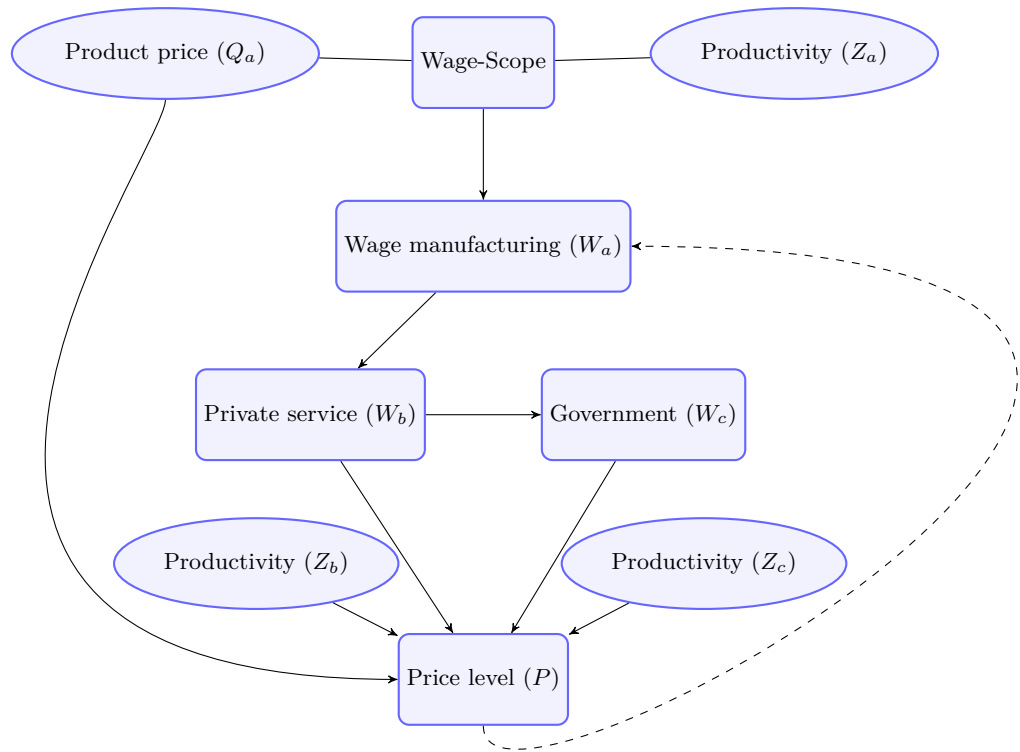 Product price (Q_a)
Wage-Scope
Productivity (Z_a)
Wage manufacturing (W_a)
Private service (W_b)
Government (W_c)
Productivity (Z_b)
Productivity (Z_c)
Price level (P)